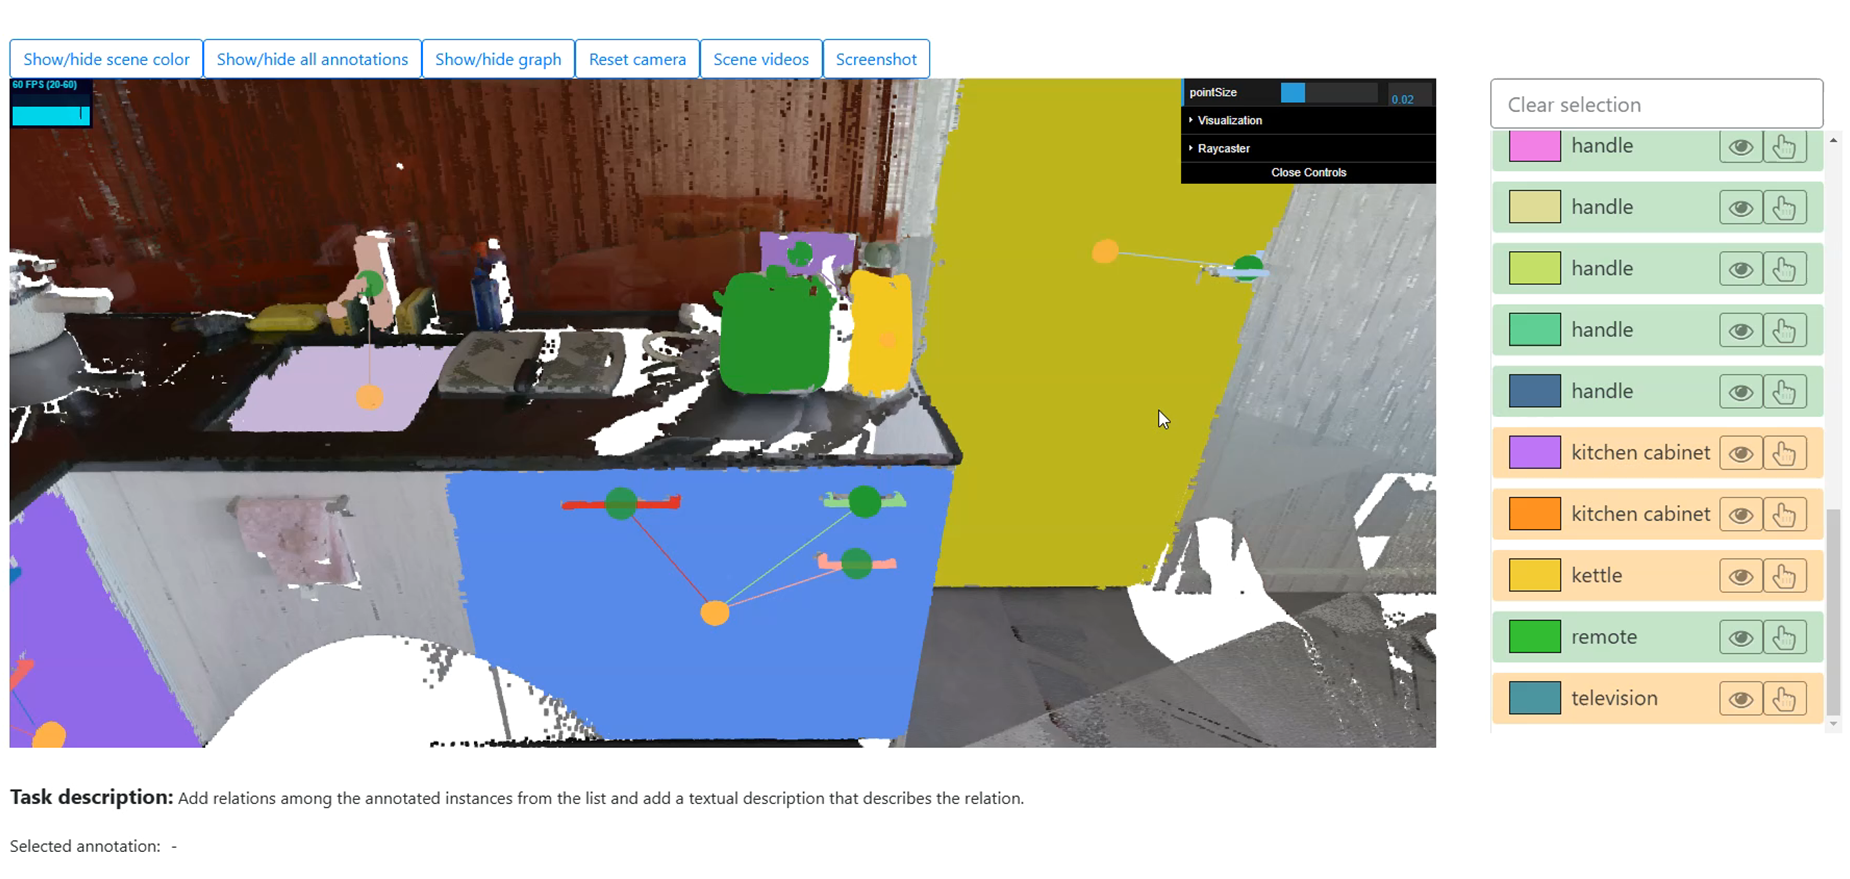 Show/hide scene color Show/hide all annotations Show/hide graph Reset camera Scene videos Screenshot
60 FPS (20-60)
pointSize 0.02
Visualization
Raycaster
Close Controls
Clear selection
handle
handle
handle
handle
handle
kitchen cabinet
kitchen cabinet
kettle
remote
television
Task description: Add relations among the annotated instances from the list and add a textual description that describes the relation.
Selected annotation: -